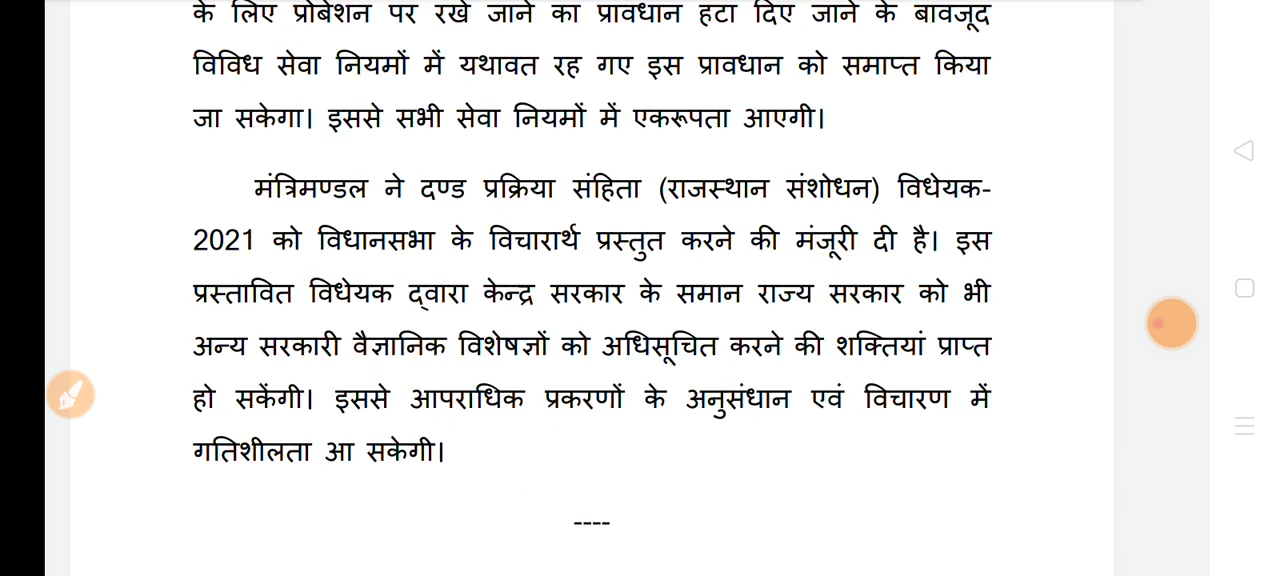 के लिए प्रोबेशन पर रखे जाने का प्रावधान हटा दिए जाने के बावजूद
विविध सेवा नियमों में यथावत रह गए इस प्रावधान को समाप्त किया
जा सकेगा। इससे सभी सेवा नियमों में एकरूपता आएगी।
मंत्रिमण्डल ने दण्ड प्रक्रिया संहिता (राजस्थान संशोधन) विधेयक-
2021 को विधानसभा के विचारार्थ प्रस्तुत करने की मंजूरी दी है। इस
प्रस्तावित विधेयक द्वारा केन्द्र सरकार के समान राज्य सरकार को भी
अन्य सरकारी वैज्ञानिक विशेषज्ञों को अधिसूचित करने की शक्तियां प्राप्त
हो सकेंगी। इससे आपराधिक प्रकरणों के अनुसंधान एवं विचारण में
गतिशीलता आ सकेगी।
----